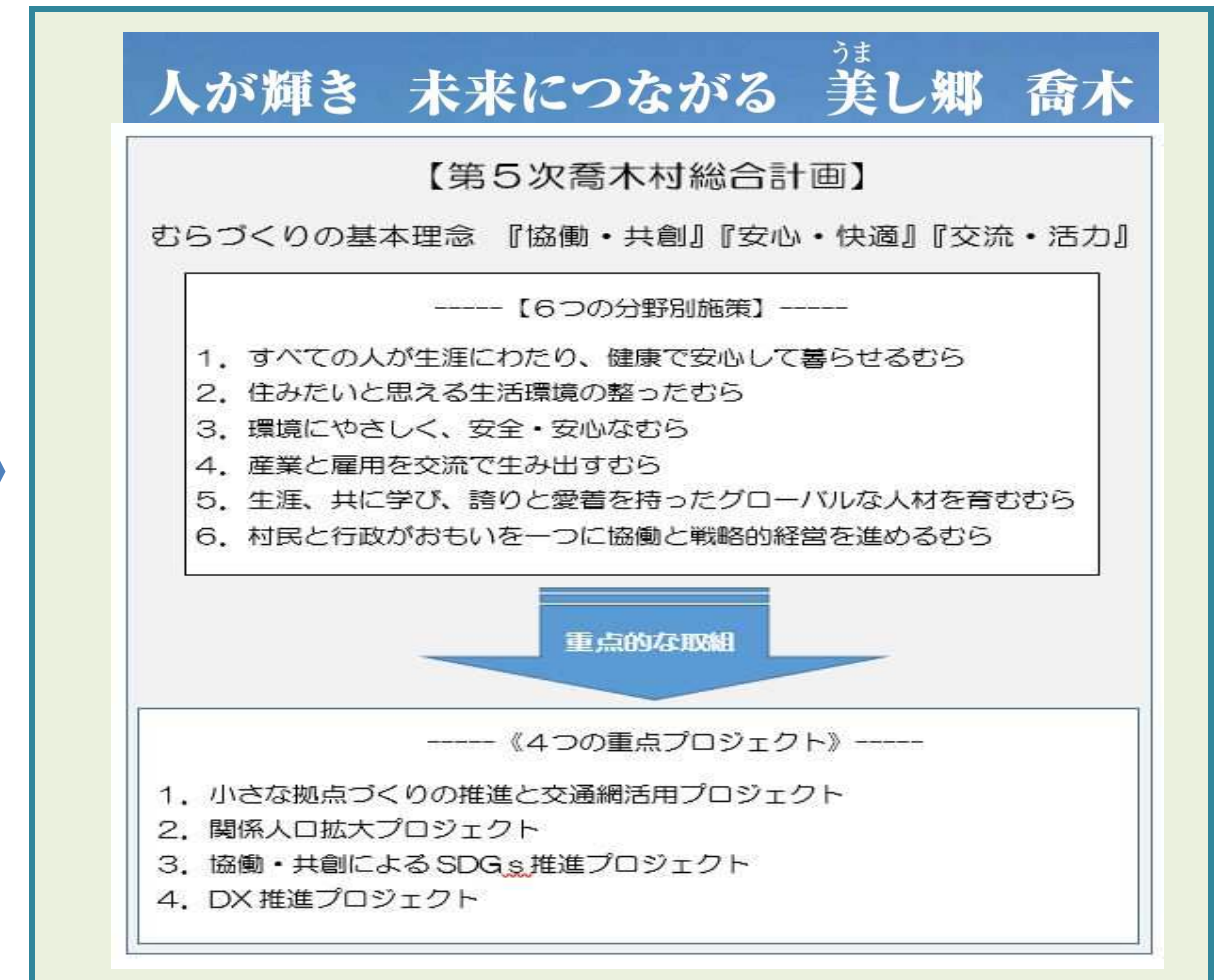 うま
人が輝き 未来につながる 美し郷 喬木
【第５次喬木村総合計画】
むらづくりの基本理念 『協働・共創』『安心・快適』『交流・活力』
-----【６つの分野別施策】-----
１．すべての人が生涯にわたり、健康で安心して暮らせるむら
２．住みたいと思える生活環境の整ったむら
３．環境にやさしく、安全・安心なむら
４．産業と雇用を交流で生み出すむら
５．生涯、共に学び、誇りと愛着を持ったグローバルな人材を育むむら
６．村民と行政がおもいを一つに協働と戦略的経営を進めるむら
重点的な取組
-----《４つの重点プロジェクト》-----
１．小さな拠点づくりの推進と交通網活用プロジェクト
２．関係人口拡大プロジェクト
３．協働・共創によるSDGｓ推進プロジェクト
４．DX推進プロジェクト